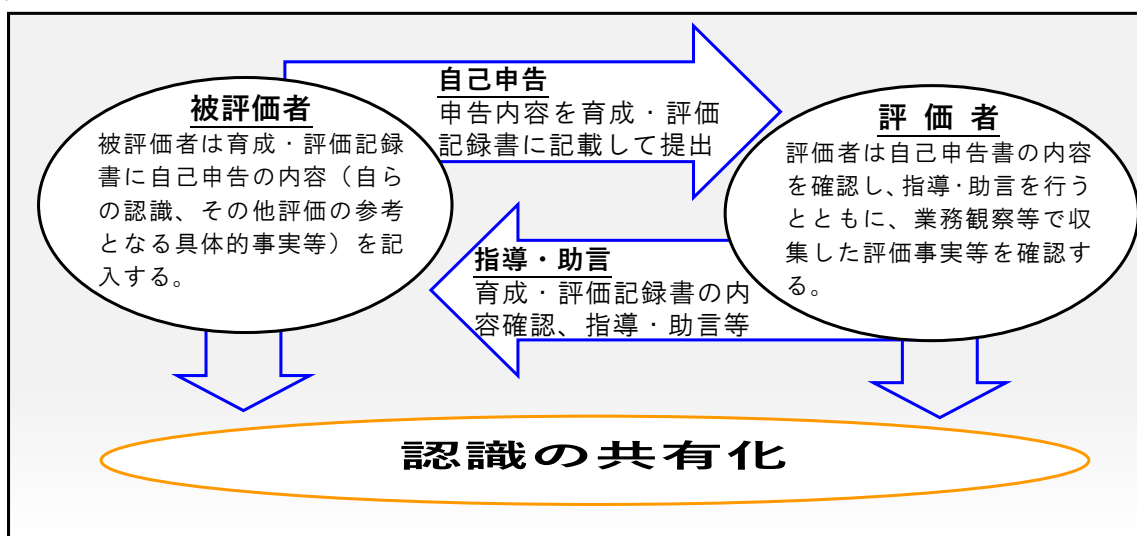 被評価者
被評価者は育成・評価記録
書に自己申告の内容（自ら
の認識、その他評価の参考
となる具体的事実等）を記
入する。
自己申告
申告内容を育成・評価
記録書に記載して提出
評価者
評価者は自己申告書の内容
を確認し、指導・助言を行う
とともに、業務観察等で収
集した評価事実等を確認す
る。
指導・助言
育成・評価記録書の内
容確認、指導・助言等
認識の共有化